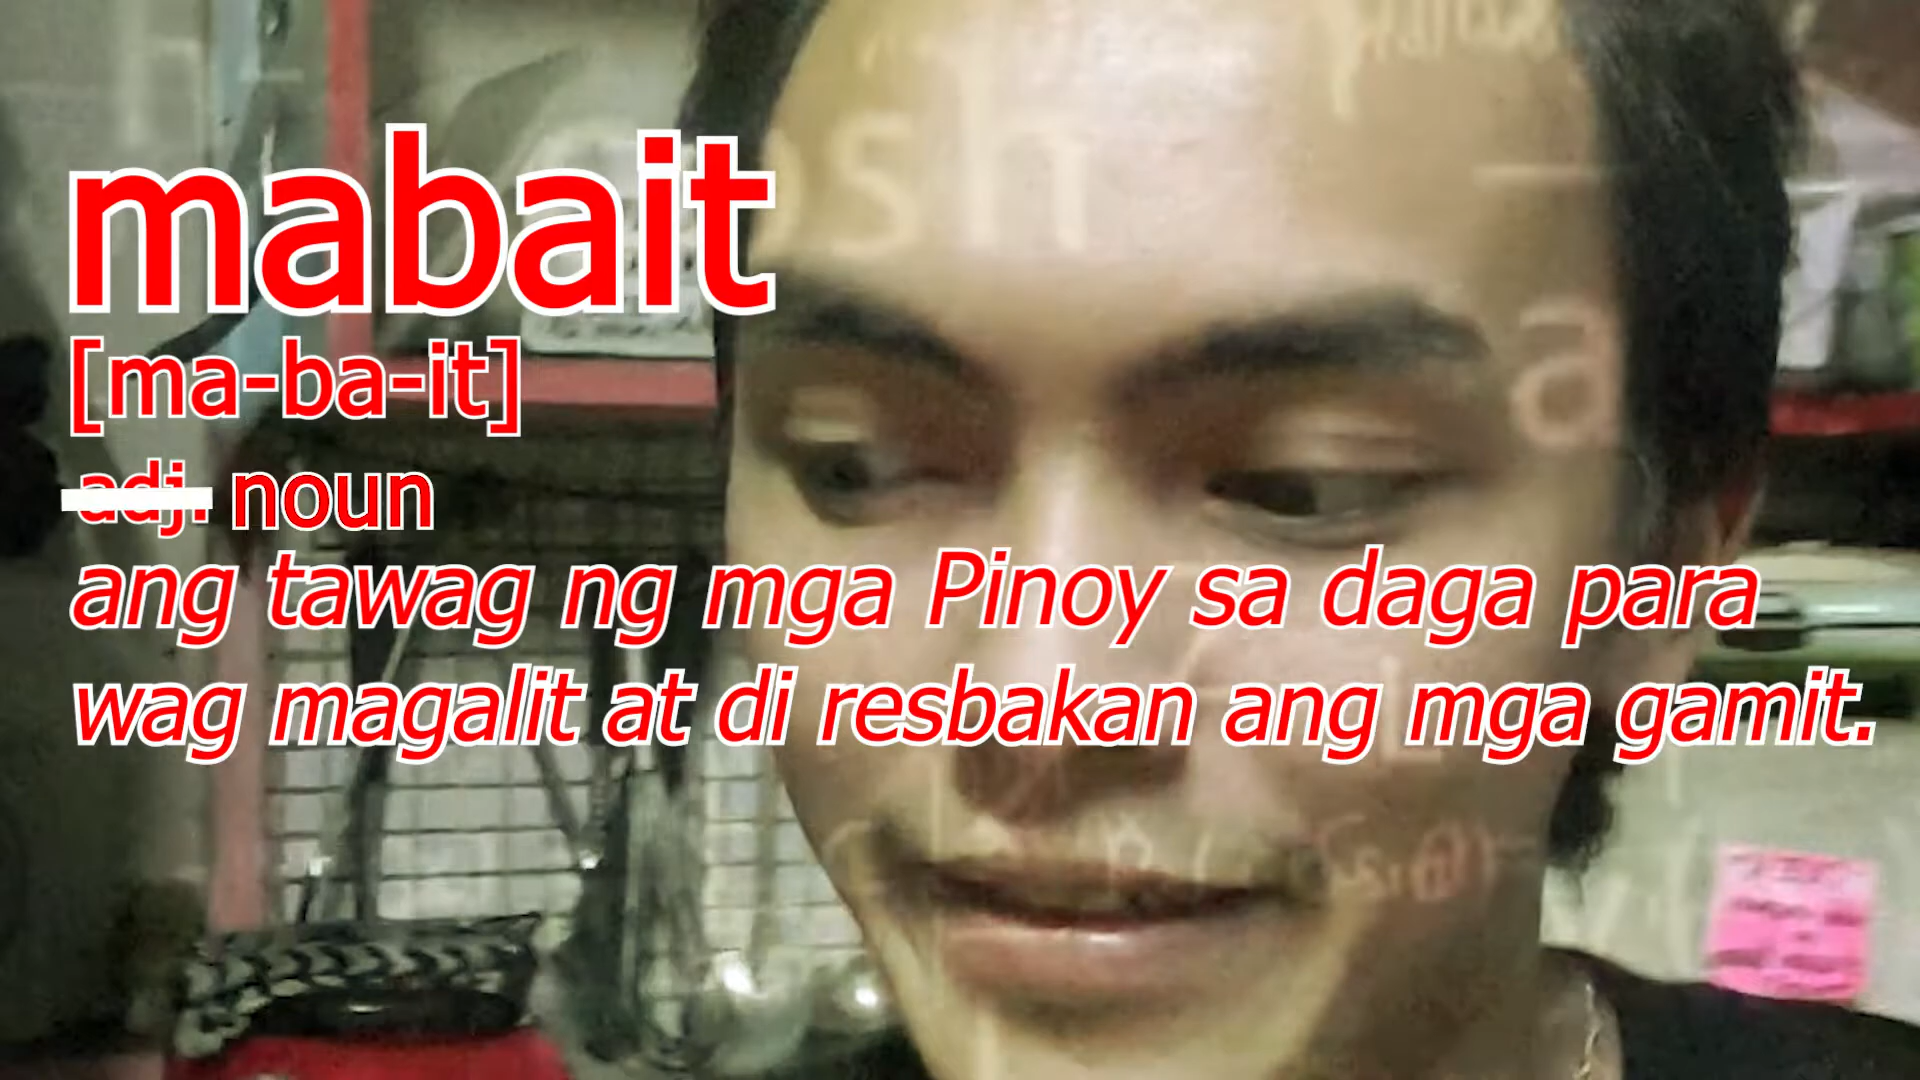 mabait
[ma-ba-it]
adj. noun
ang tawag ng mga Pinoy sa daga para
wag magalit at di resbakan ang mga gamit.
osh
a